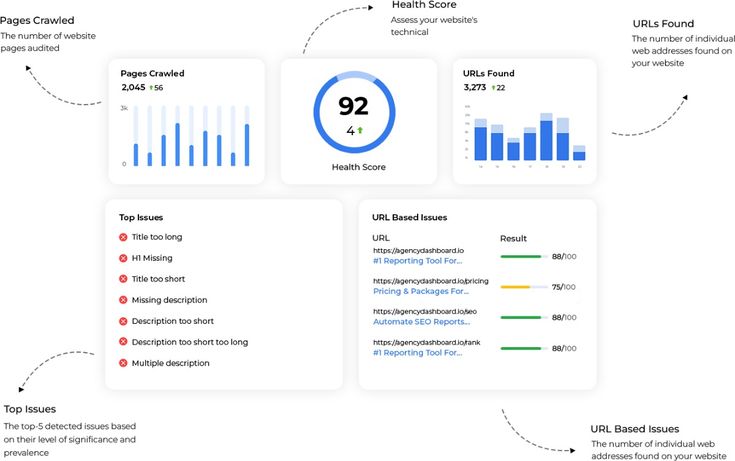 Pages Crawled
The number of website
pages audited
Health Score
Assess your website's
technical
URLs Found
The number of individual
web addresses found on
your website
Pages Crawled
2,045 56
3k
0
92
4
Health Score
URLs Found
3,273 22
14 15 16 17 18 19 20
Top Issues
Title too long
H1 Missing
Title too short
Missing description
Description too short
Description too short too long
Multiple description
URL Based Issues
URL Result
https://agencydashboard.io
#1 Reporting Tool For...
88/100
https://agencydashboard.io/pricing
Pricing & Packages For...
75/100
https://agencydashboard.io/seo
Automate SEO Reports...
88/100
https://agencydashboard.io/rank
#1 Reporting Tool For...
88/100
Top Issues
The top-5 detected issues based
on their level of significance and
prevalence
URL Based Issues
The number of individual web
addresses found on your website